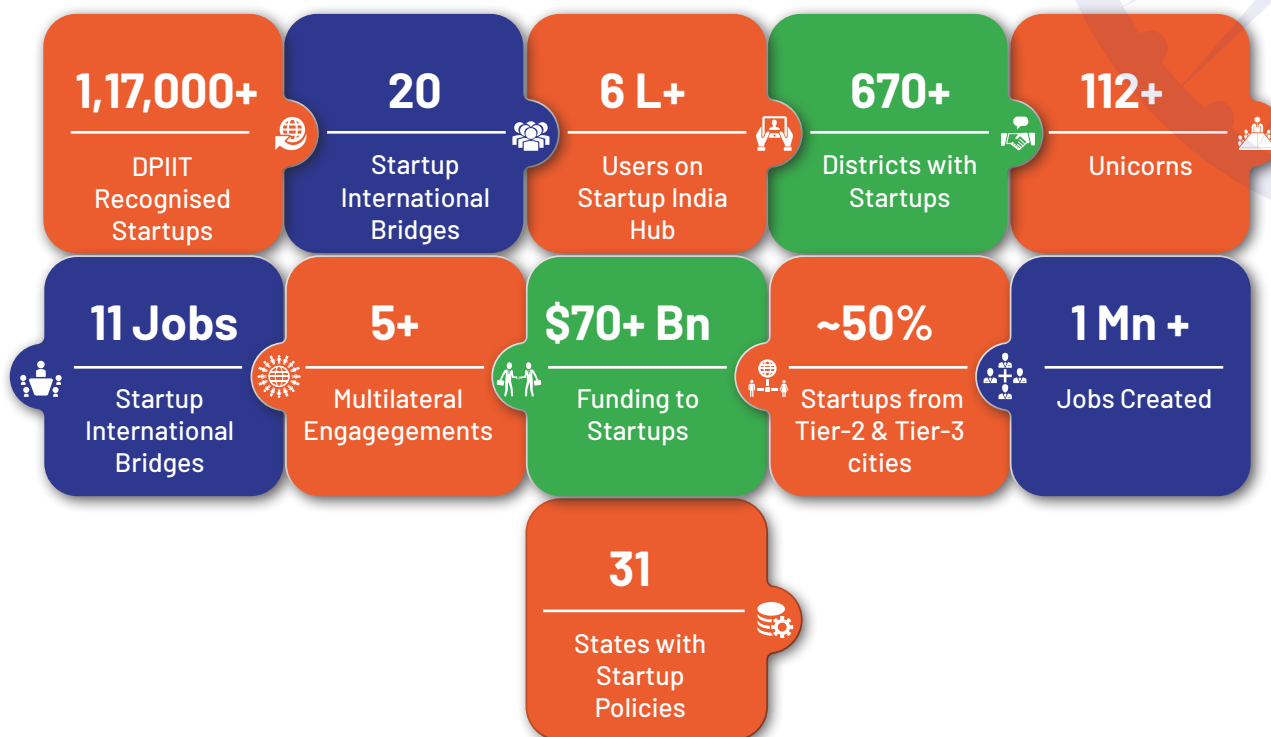 1,17,000+
DPIIT
Recognised
Startups
20
Startup
International
Bridges
6 L+
Users on
Startup India
Hub
670+
Districts with
Startups
112+
Unicorns
11 Jobs
Startup
International
Bridges
5+
Multilateral
Engagegements
$70+ Bn
Funding to
Startups
~50%
Startups from
Tier-2 & Tier-3
cities
1 Mn +
Jobs Created
31
States with
Startup
Policies